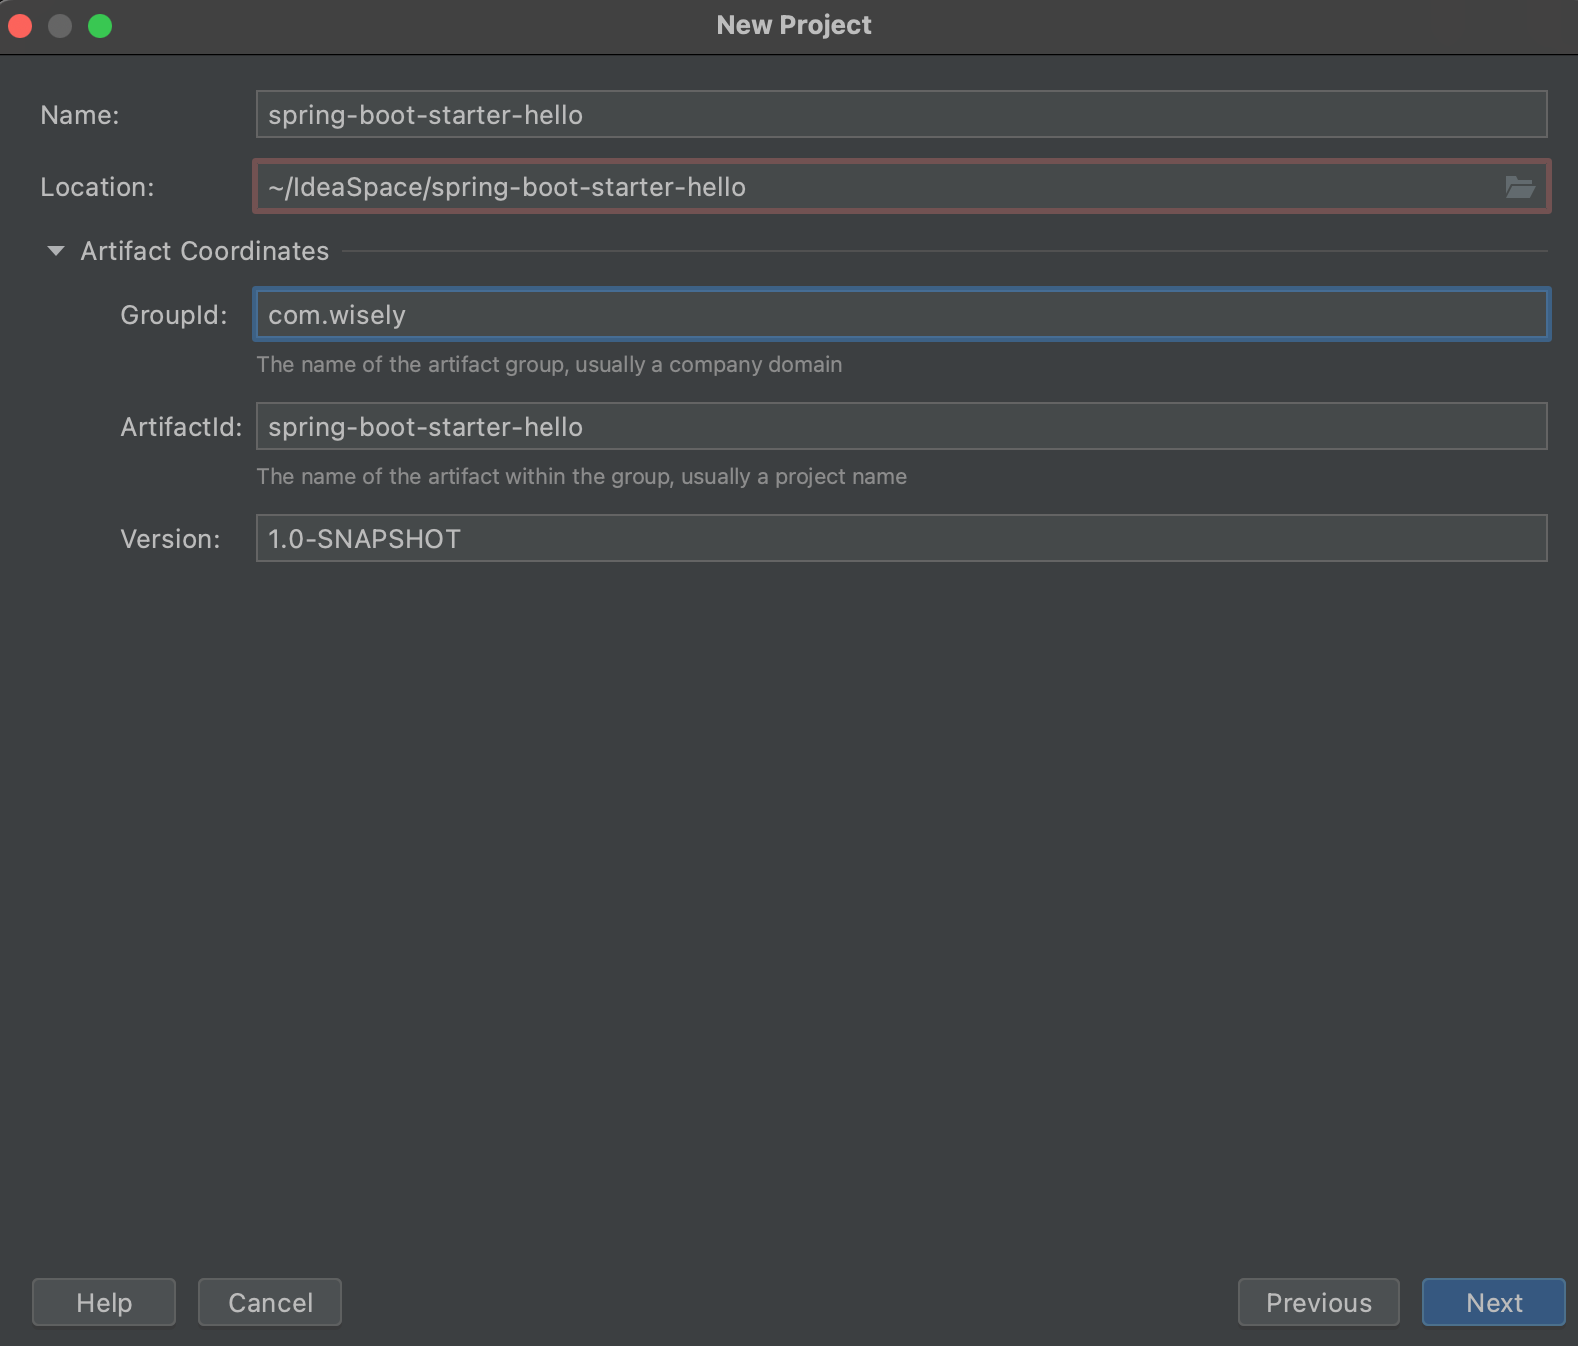 New Project
Name: spring-boot-starter-hello
Location: ~/IdeaSpace/spring-boot-starter-hello
Artifact Coordinates
GroupId: com.wisely
The name of the artifact group, usually a company domain
ArtifactId: spring-boot-starter-hello
The name of the artifact within the group, usually a project name
Version: 1.0-SNAPSHOT
Help Cancel Previous Next